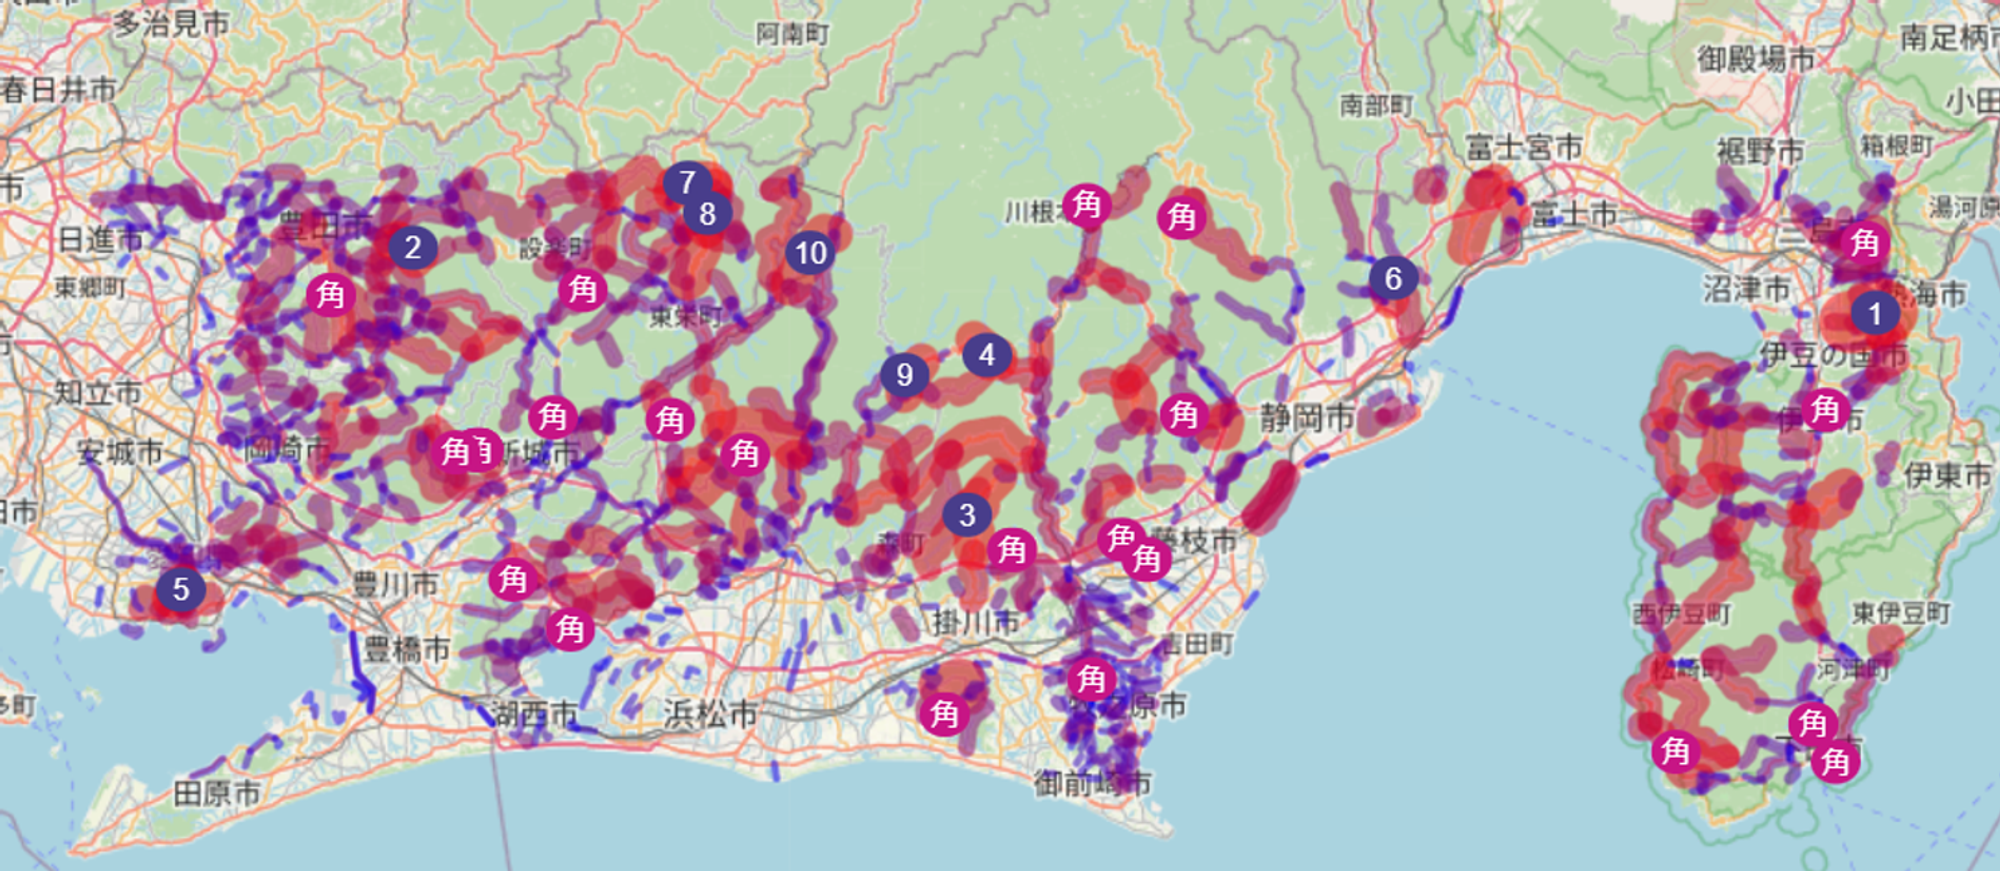 多治見市
阿南町
南足柄市
春日井市
御殿場市
小田
南部町
富士宮市
裾野市
箱根町
市
7
川根
角
角
富士市
湯河原
8
豊田市
日進市
2
設楽町
10
角
東郷町
角
角
6
沼津市
熱海市
東栄町
1
知立市
4
伊豆の国市
9
安城市
岡崎市
角
角
角
角
静岡市
角
角
新城市
角
伊東市
田市
3
森町
角
角
角
藤枝市
5
豊川市
角
掛川市
西伊豆町
東伊豆町
角
豊橋市
吉田町
角
松崎町
河津町
多町
湖西市
浜松市
角
原市
角
角
角
田原市
御前崎市